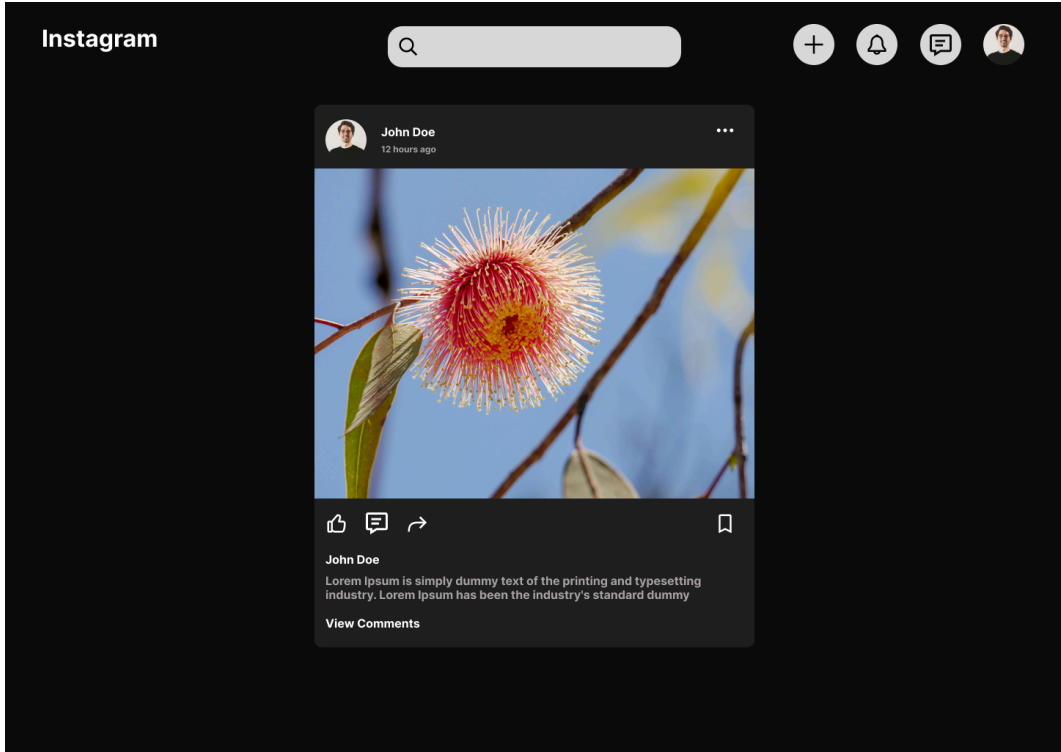 Instagram
John Doe
12 hours ago
John Doe
Lorem Ipsum is simply dummy text of the printing and typesetting
industry. Lorem Ipsum has been the industry's standard dummy
View Comments